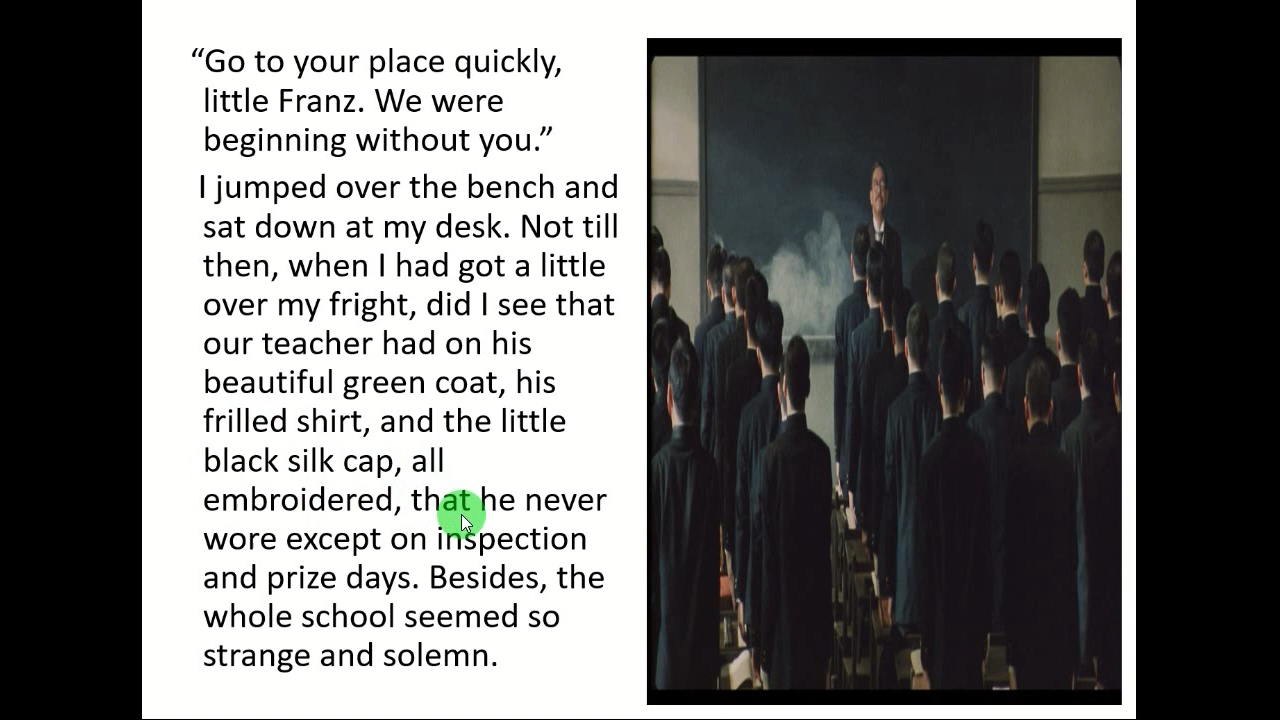 “Go to your place quickly,
little Franz. We were
beginning without you.”
I jumped over the bench and
sat down at my desk. Not till
then, when I had got a little
over my fright, did I see that
our teacher had on his
beautiful green coat, his
frilled shirt, and the little
black silk cap, all
embroidered, that he never
wore except on inspection
and prize days. Besides, the
whole school seemed so
strange and solemn.